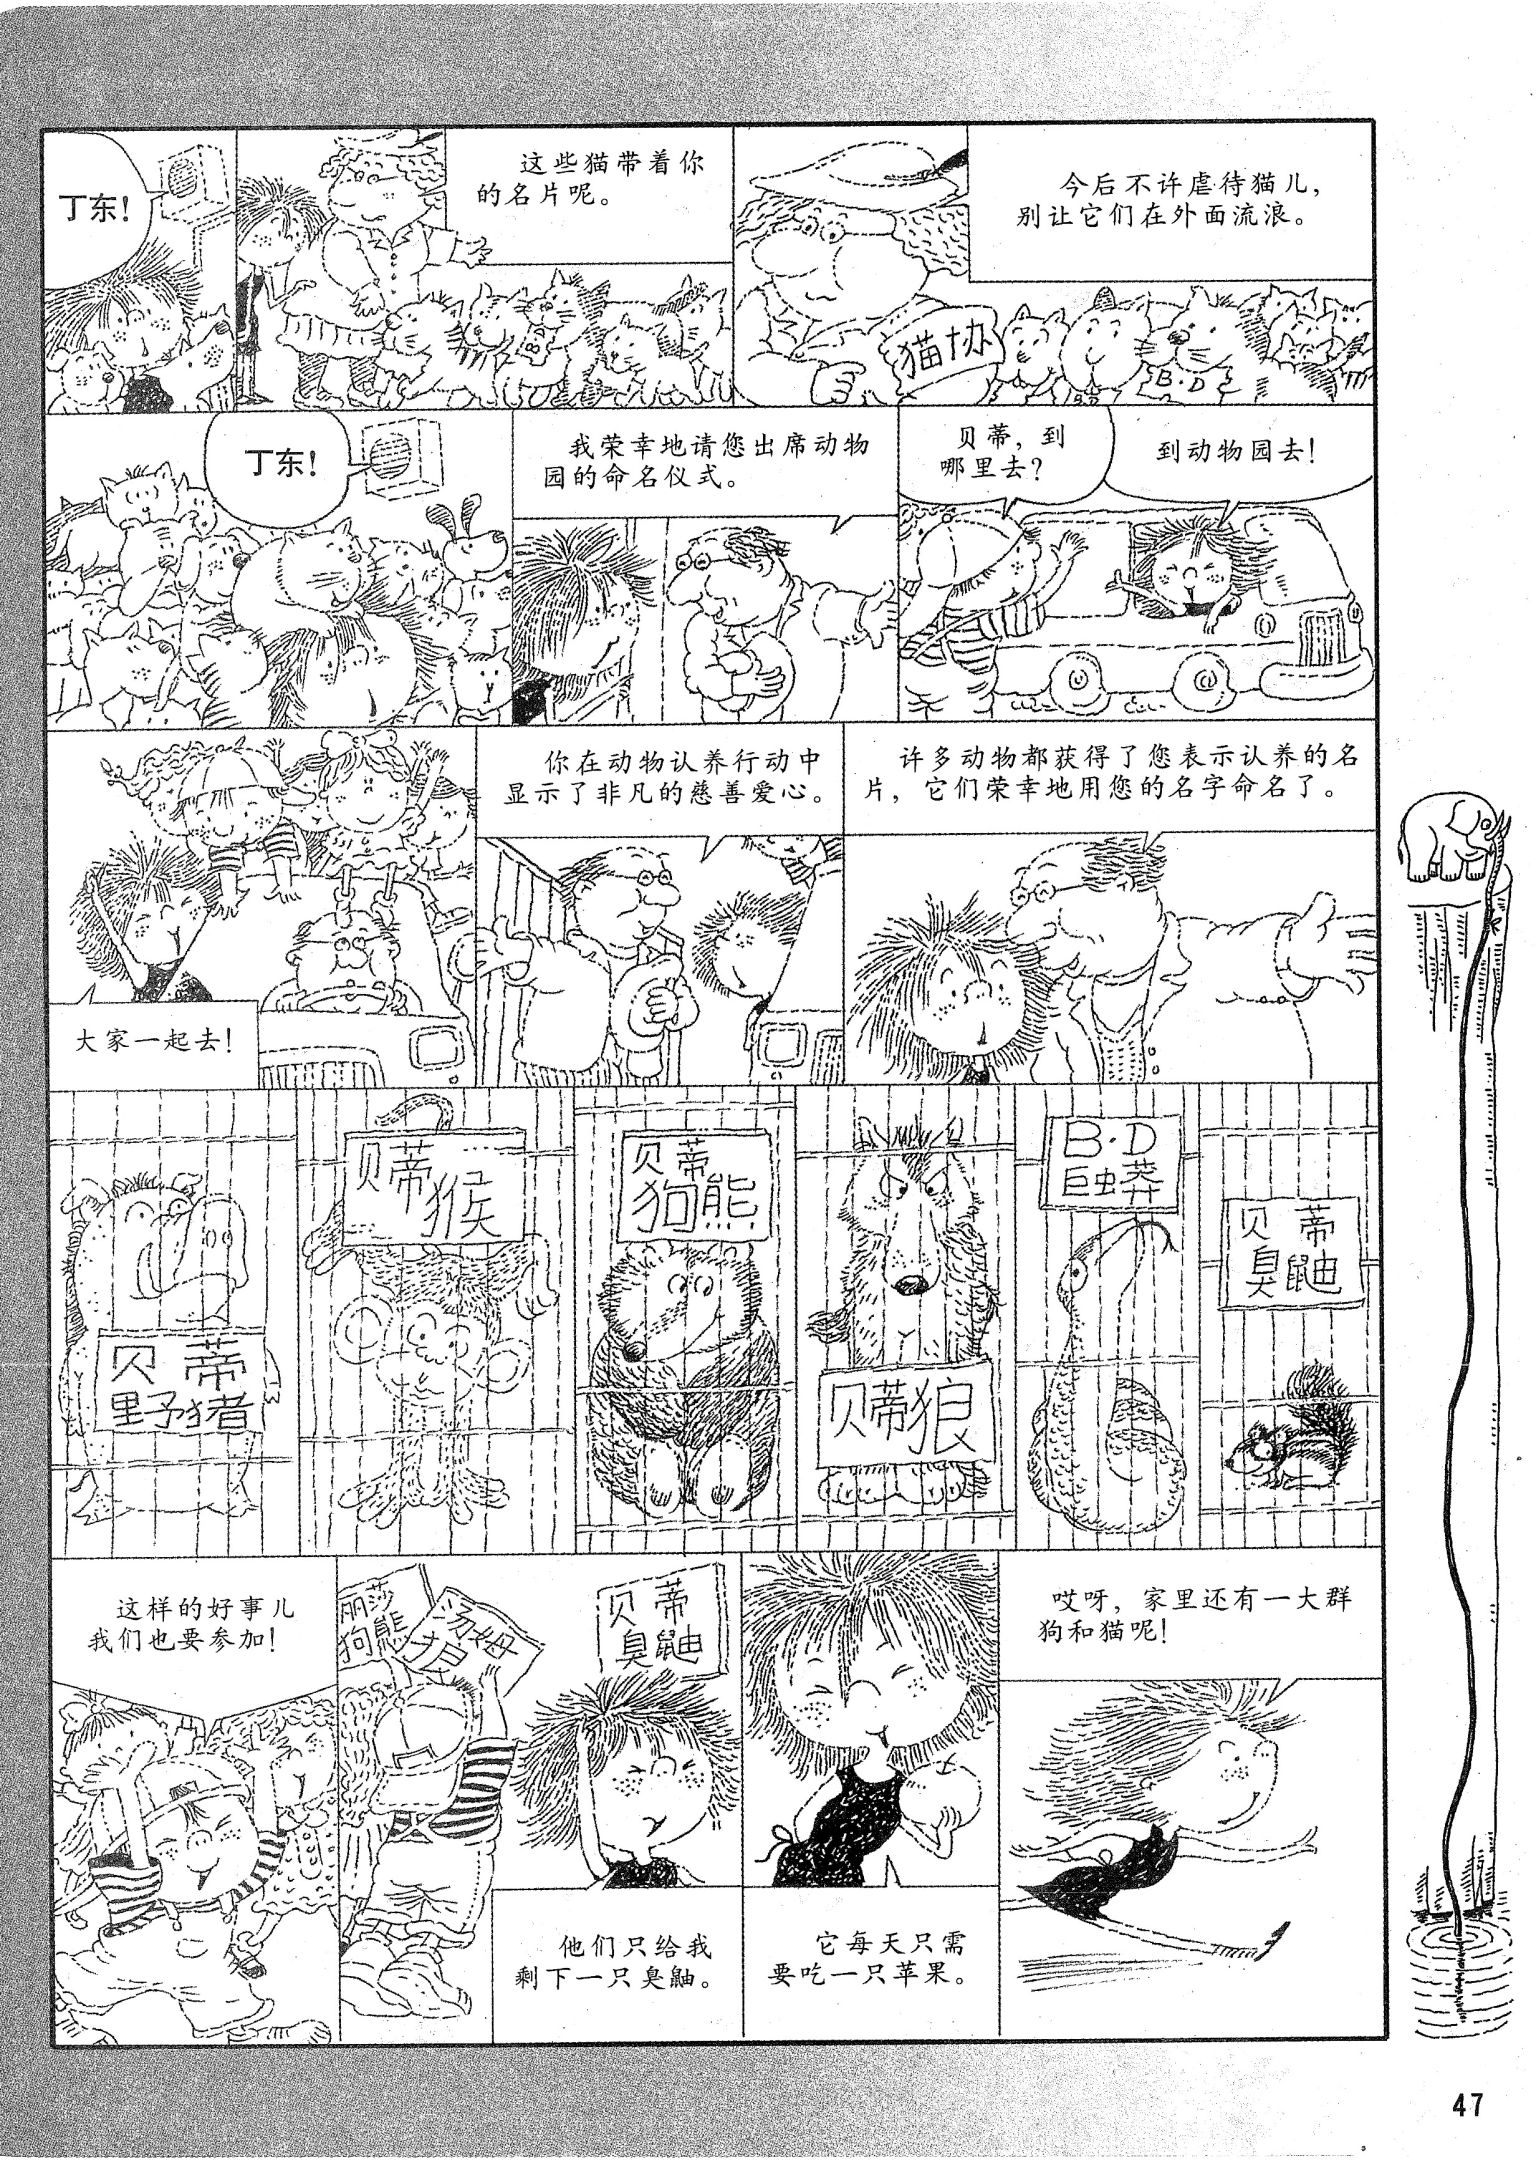 丁东！
这些猫带着你
的名片呢。
今后不许虐待猫儿，
别让它们在外面流浪。
B·D
猫协
B·D
丁东！
我荣幸地请您出席动物
园的命名仪式。
贝蒂，到
哪里去？
到动物园去！
大家一起去！
你在动物认养行动中
显示了非凡的慈善爱心。
许多动物都获得了您表示认养的名
片，它们荣幸地用您的名字命名了。
贝蒂
野猪
贝蒂
猴
贝蒂
狗熊
贝蒂狼
B·D
巨蟒
贝蒂
臭鼬
这样的好事儿
我们也要参加！
丽莎
狗熊
汤姆
狼
贝蒂
臭鼬
他们只给我
剩下一只臭鼬。
它每天只需
要吃一只苹果。
哎呀，家里还有一大群
狗和猫呢！
47